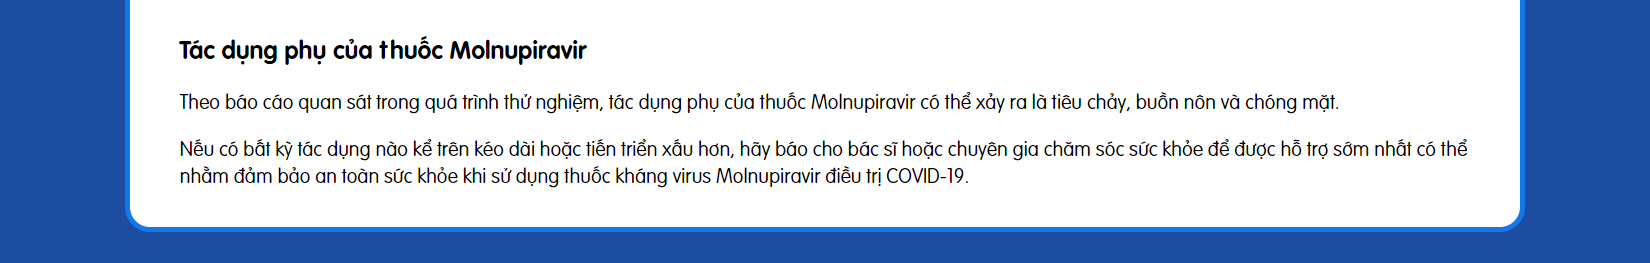 Tác dụng phụ của thuốc Molnupiravir
Theo báo cáo quan sát trong quá trình thử nghiệm, tác dụng phụ của thuốc Molnupiravir có thể xảy ra là tiêu chảy, buồn nôn và chóng mặt.
Nếu có bất kỳ tác dụng nào kể trên kéo dài hoặc tiến triển xấu hơn, hãy báo cho bác sĩ hoặc chuyên gia chăm sóc sức khỏe để được hỗ trợ sớm nhất có thể
nhằm đảm bảo an toàn sức khỏe khi sử dụng thuốc kháng virus Molnupiravir điều trị COVID-19.